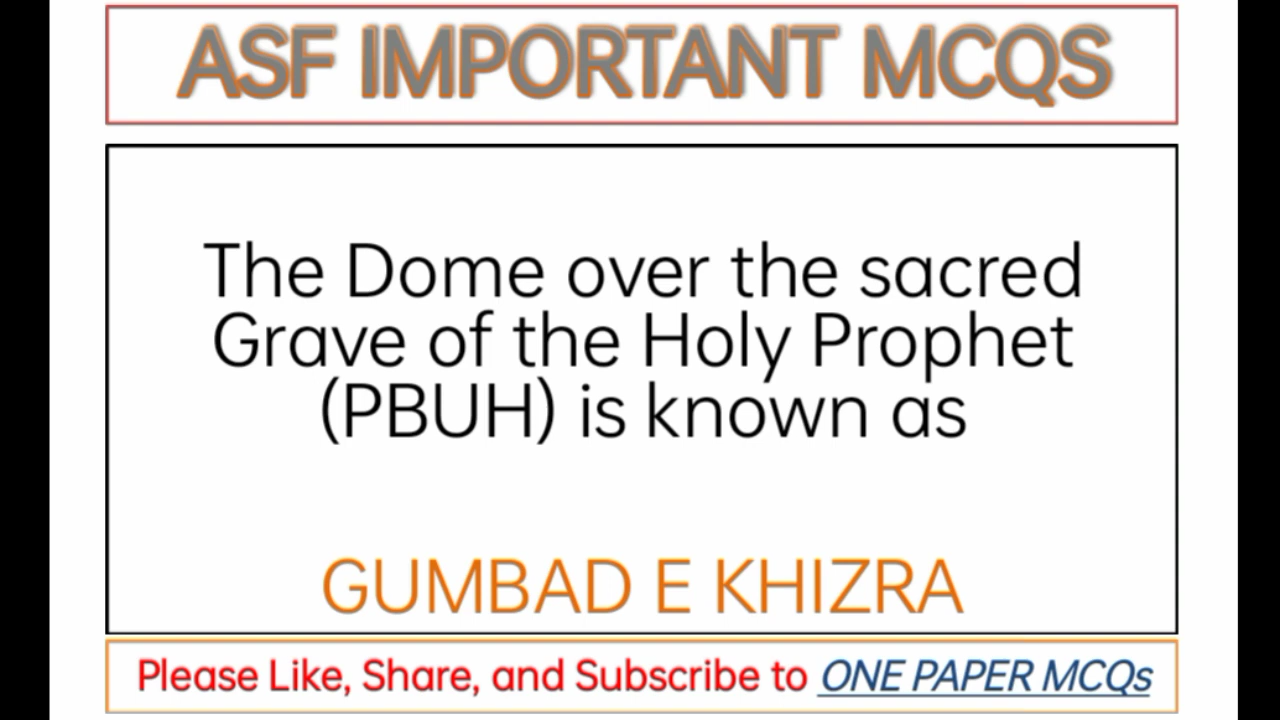 ASF IMPORTANT MCQS
The Dome over the sacred
Grave of the Holy Prophet
(PBUH) is known as
GUMBAD E KHIZRA
Please Like, Share, and Subscribe to ONE PAPER MCQs